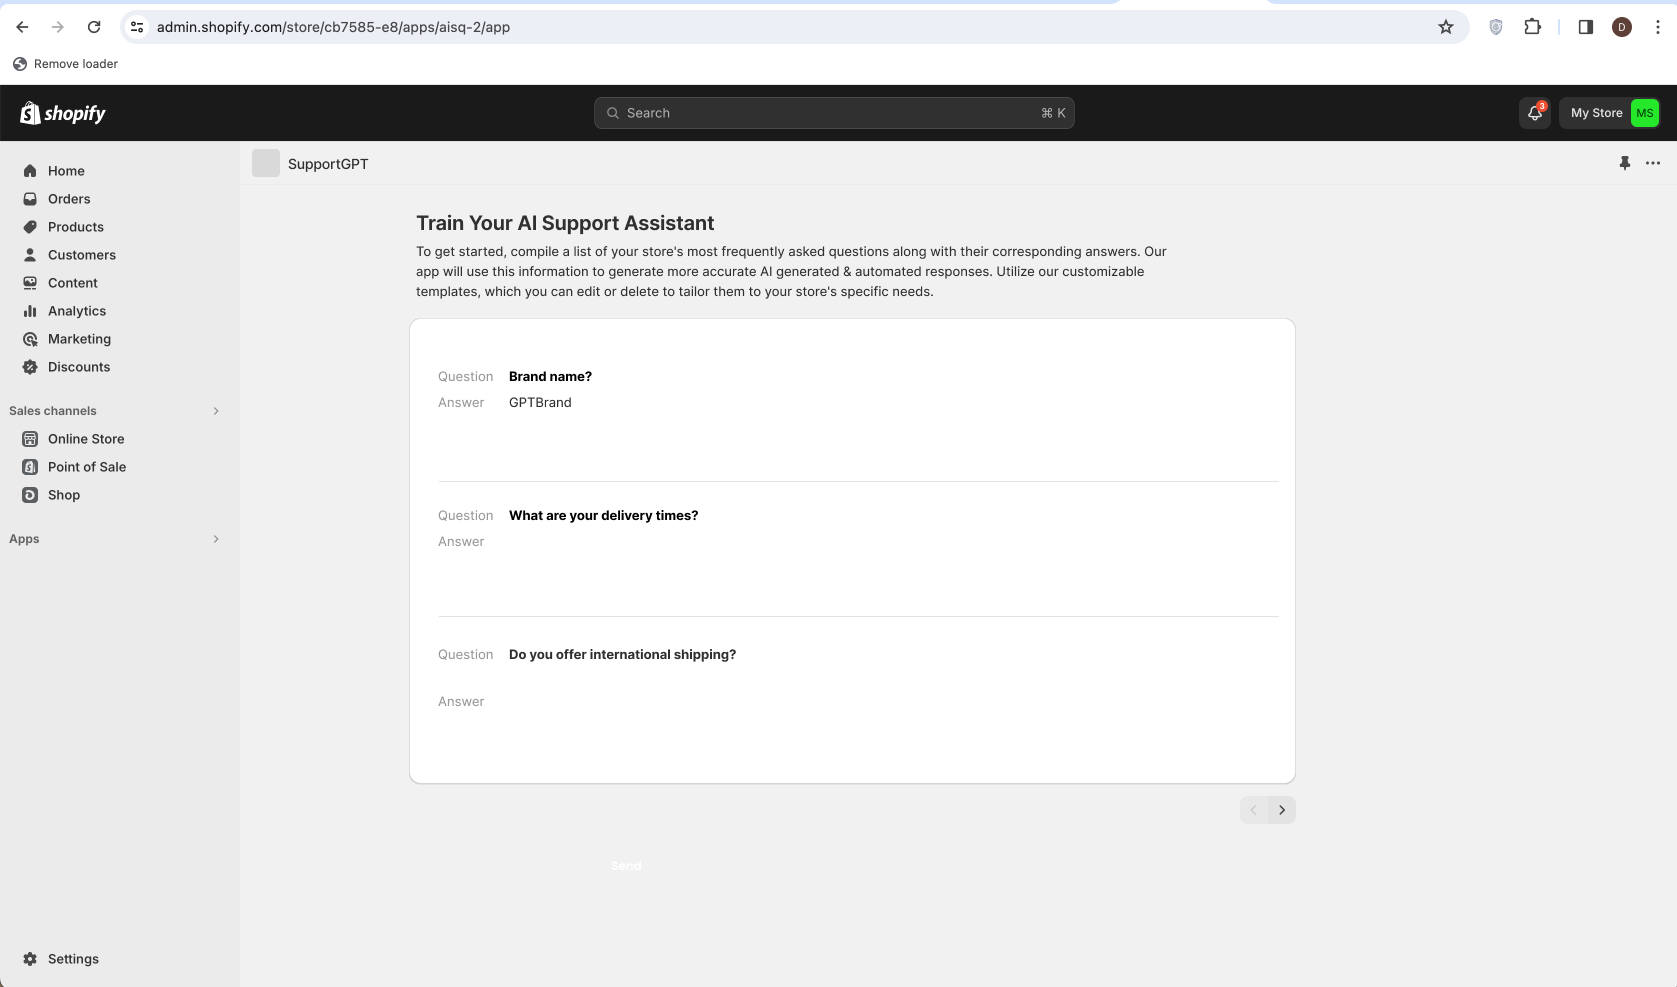 admin.shopify.com/store/cb7585-e8/apps/aisq-2/app
D
Remove loader
shopify
Search
⌘ K
3
My Store
MS
Home
Orders
Products
Customers
Content
Analytics
Marketing
Discounts
Sales channels
Online Store
Point of Sale
Shop
Apps
Settings
SupportGPT
Train Your AI Support Assistant
To get started, compile a list of your store's most frequently asked questions along with their corresponding answers. Our
app will use this information to generate more accurate AI generated & automated responses. Utilize our customizable
templates, which you can edit or delete to tailor them to your store's specific needs.
Question Brand name?
Answer GPTBrand
Question What are your delivery times?
Answer
Question Do you offer international shipping?
Answer
Send